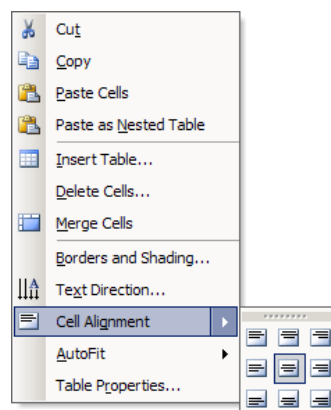 Cut
Copy
Paste Cells
Paste as Nested Table
Insert Table...
Delete Cells...
Merge Cells
Borders and Shading...
Text Direction...
Cell Alignment
AutoFit
Table Properties...